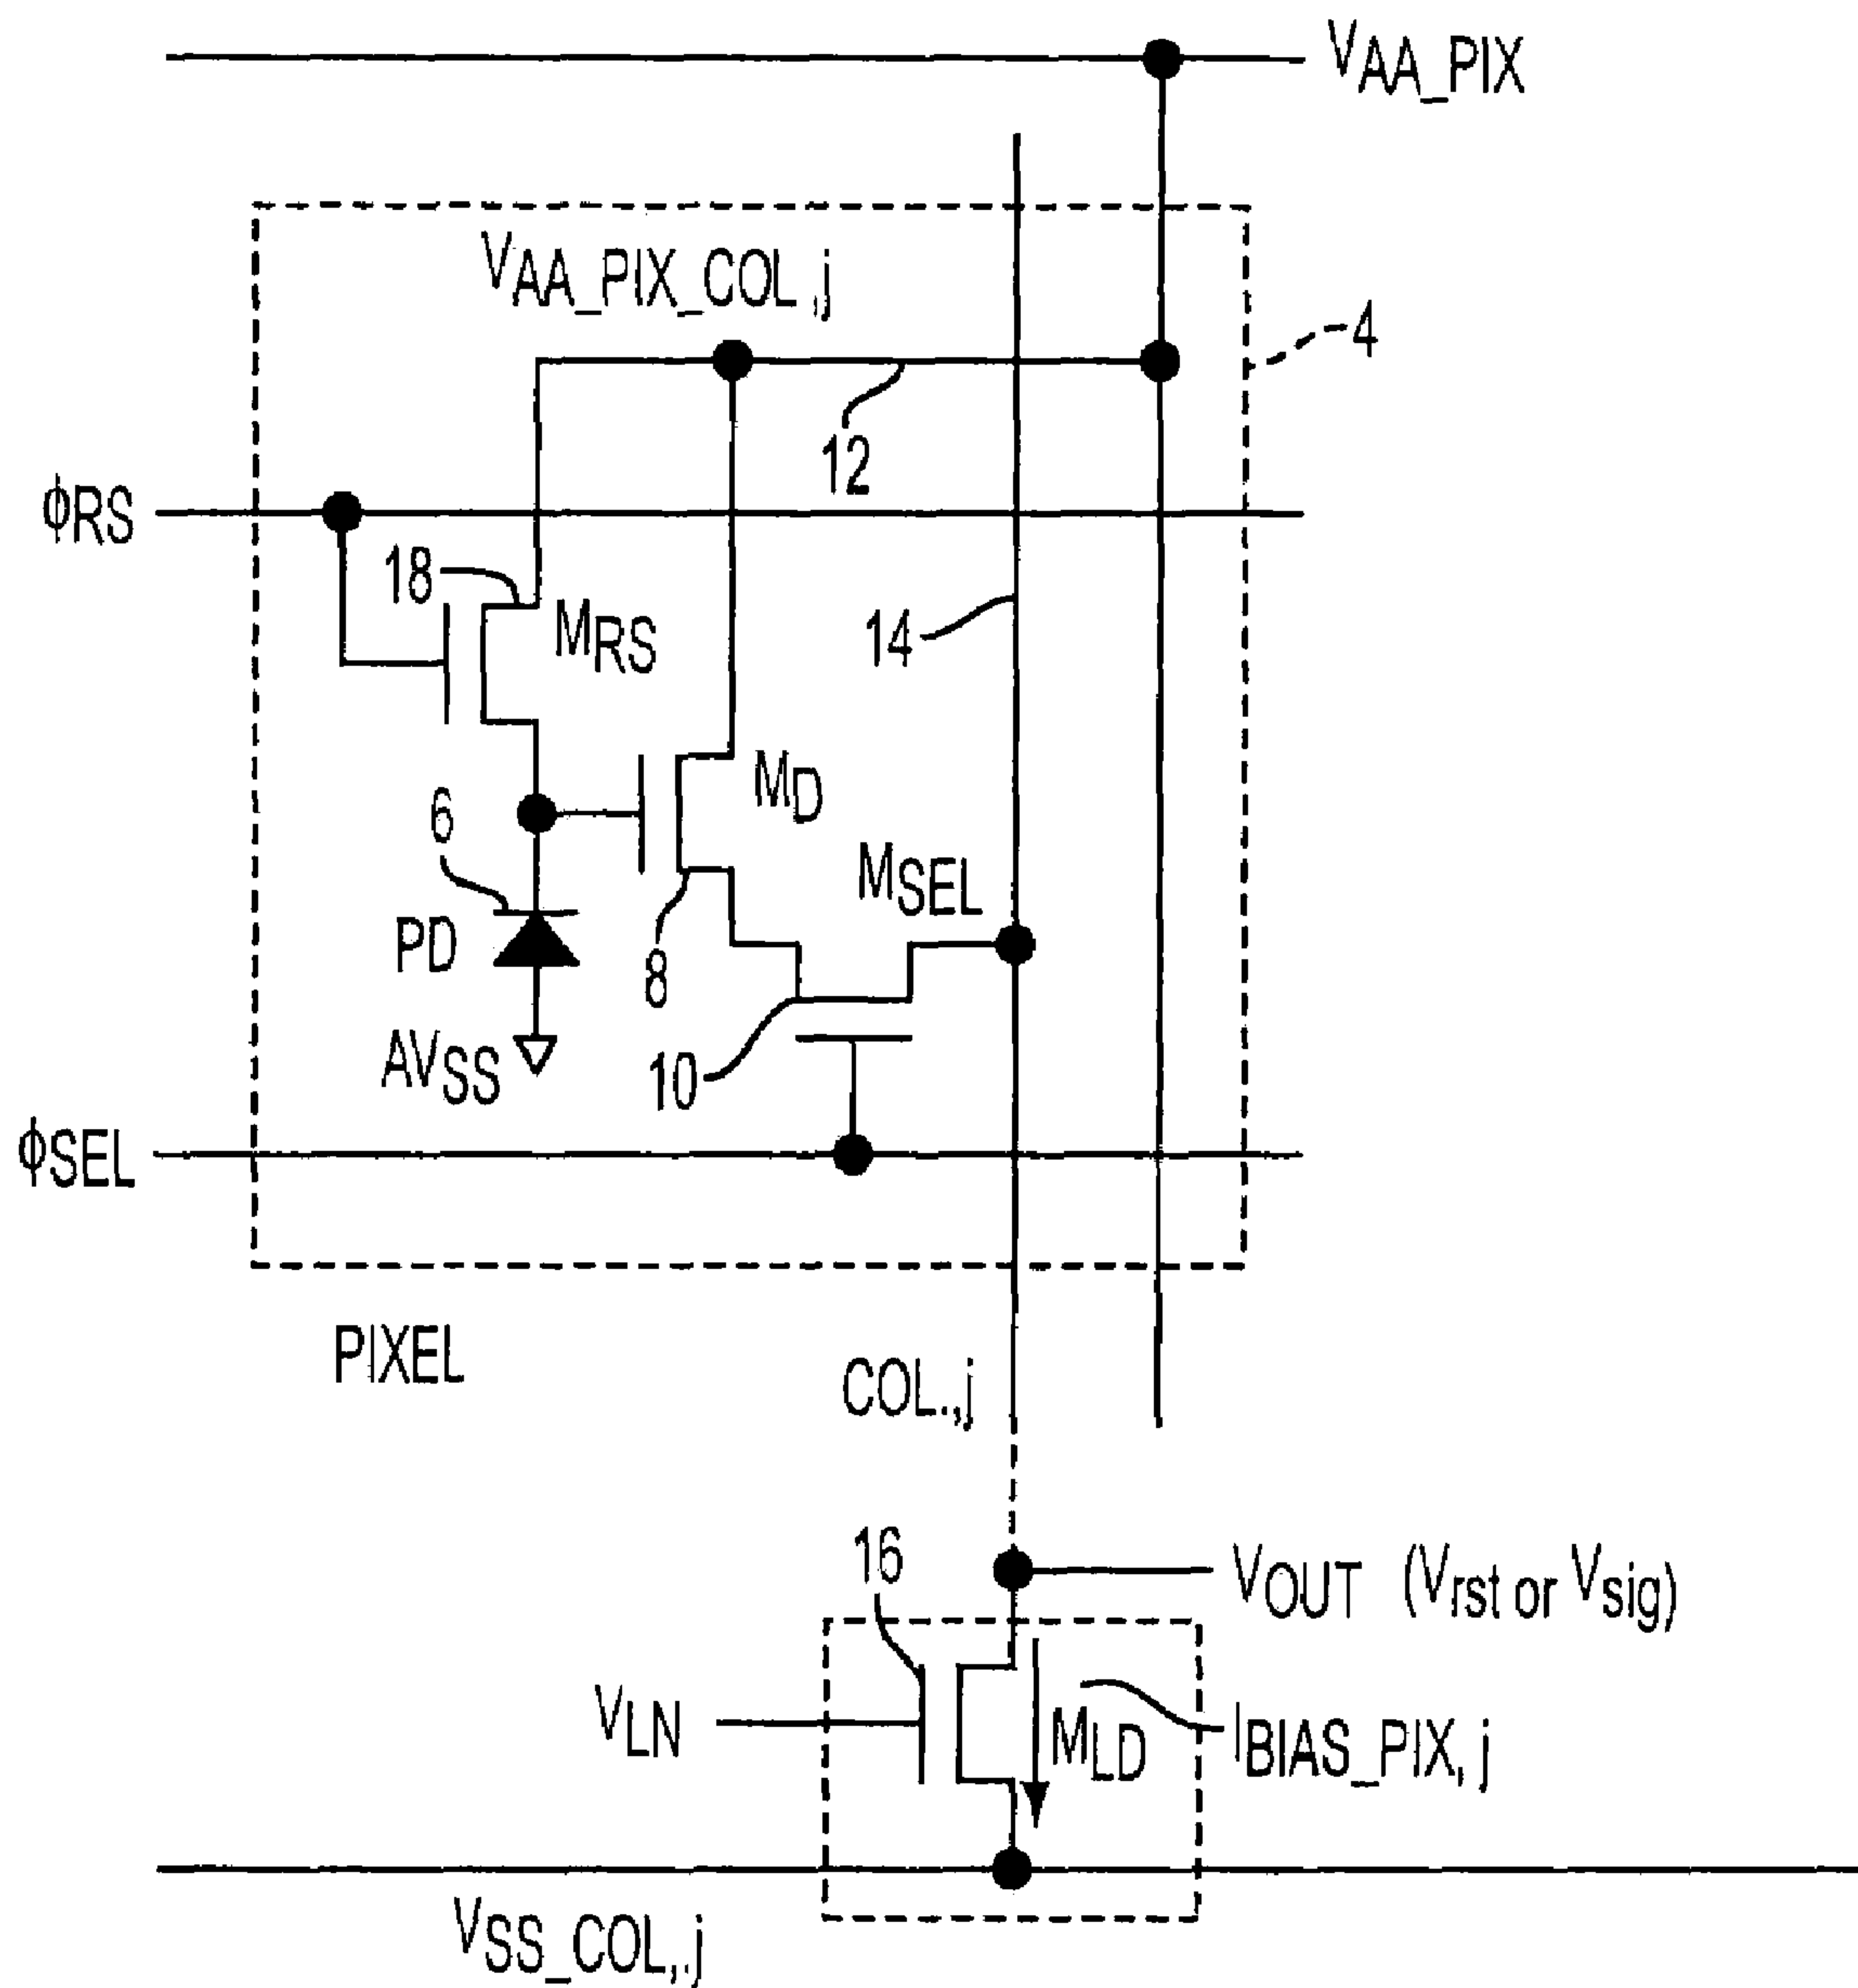 VAA_PIX
VAA_PIX_COL,j
4
12
ϕRS
18
MRS
14
6
MD
MSEL
PD
8
AVSS
10
ϕSEL
PIXEL
COL.,j
16
VOUT (Vrst or Vsig)
VLN
MLD
IBIAS_PIX, j
VSS_COL,j